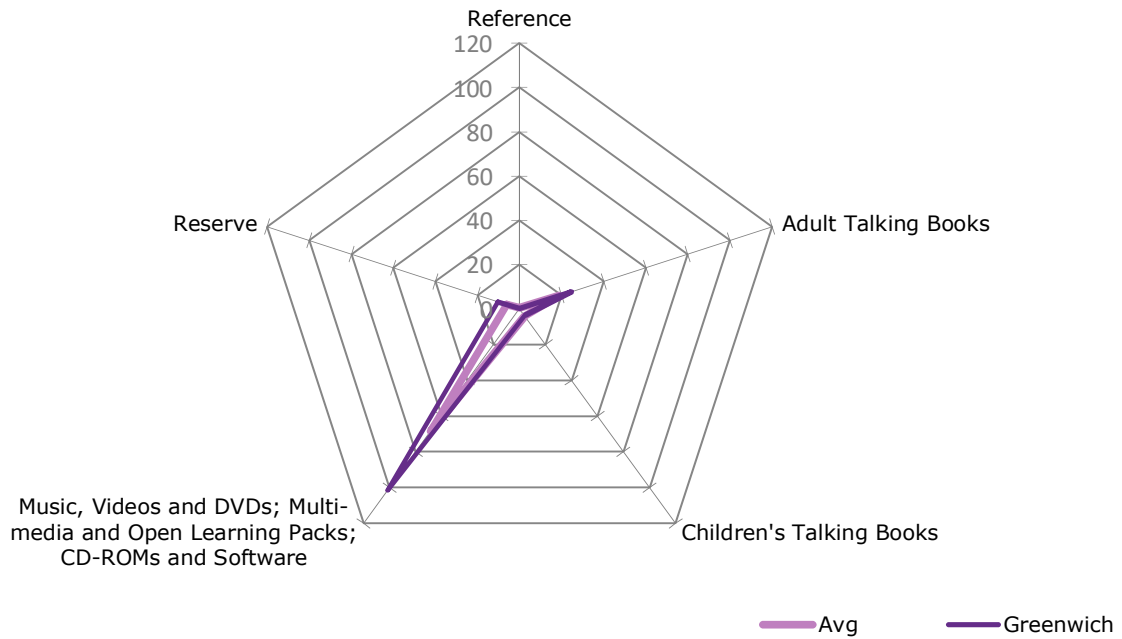 Reference
120
100
80
60
40
20
0
Reserve
Adult Talking Books
Music, Videos and DVDs; Multi-
media and Open Learning Packs;
CD-ROMs and Software
Children's Talking Books
Avg
Greenwich